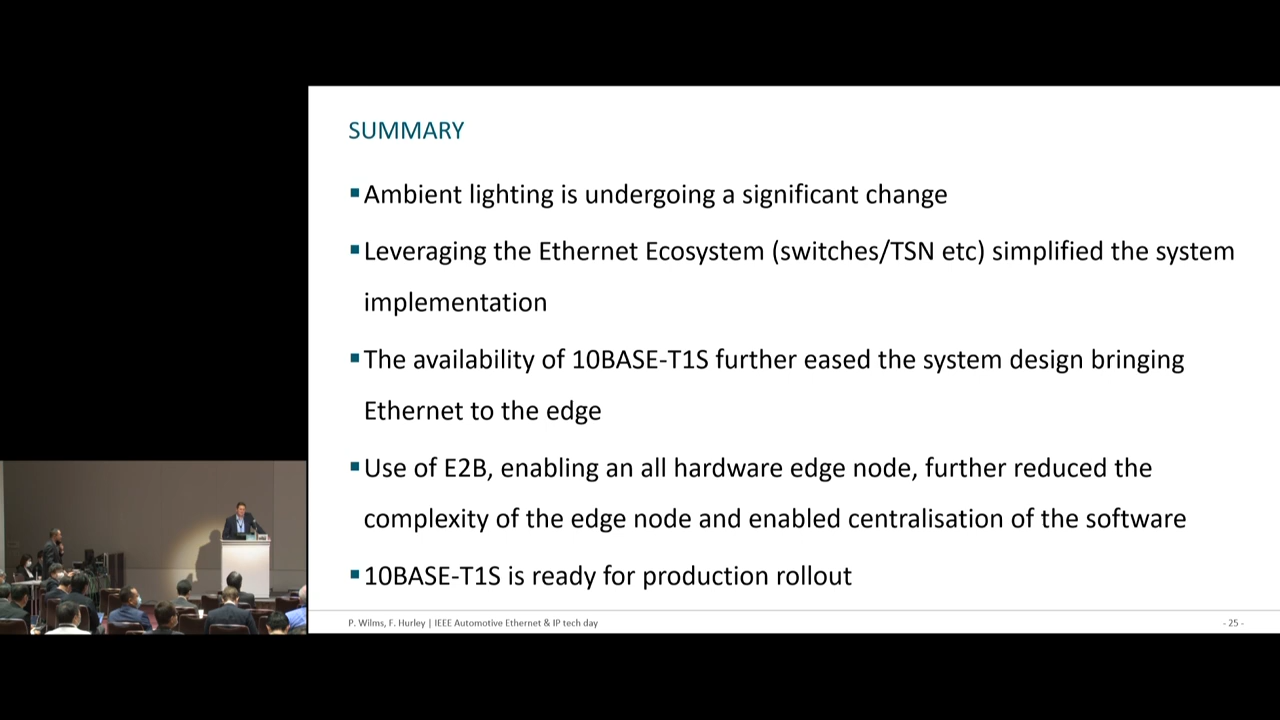 SUMMARY
▪Ambient lighting is undergoing a significant change
▪Leveraging the Ethernet Ecosystem (switches/TSN etc) simplified the system
implementation
▪The availability of 10BASE-T1S further eased the system design bringing
Ethernet to the edge
▪Use of E2B, enabling an all hardware edge node, further reduced the
complexity of the edge node and enabled centralisation of the software
▪10BASE-T1S is ready for production rollout
P. Wilms, F. Hurley | IEEE Automotive Ethernet & IP tech day
- 25 -